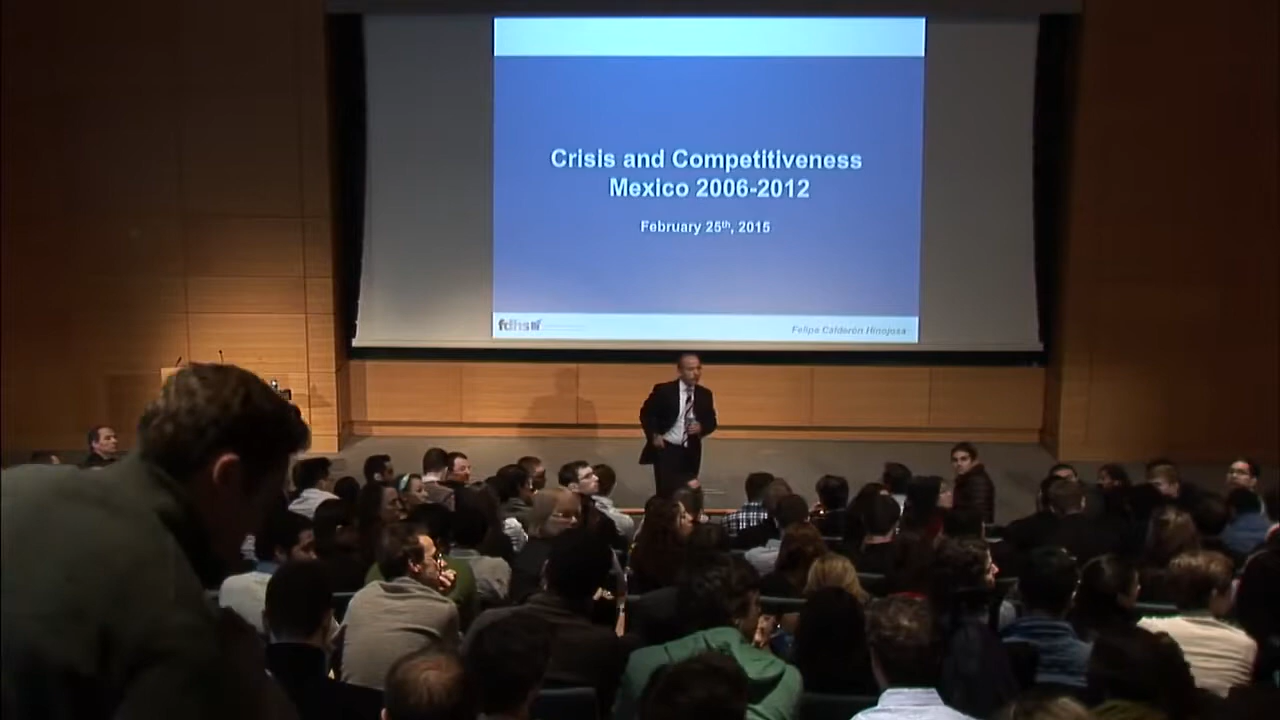 Crisis and Competitiveness
Mexico 2006-2012
February 25th, 2015
fdhs
Felipe Calderón Hinojosa